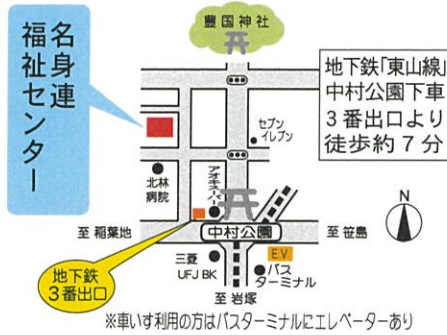 豊国神社
名身連
福祉センター
地下鉄「東山線」
中村公園下車
3番出口より
徒歩約7分
セブン
イレブン
北林
病院
アオキスーパー
N
至 稲葉地
中村公園
至 笹島
三菱
UFJ BK
EV
バス
ターミナル
地下鉄
3番出口
至 岩塚
※車いす利用の方はバスターミナルにエレベーターあり